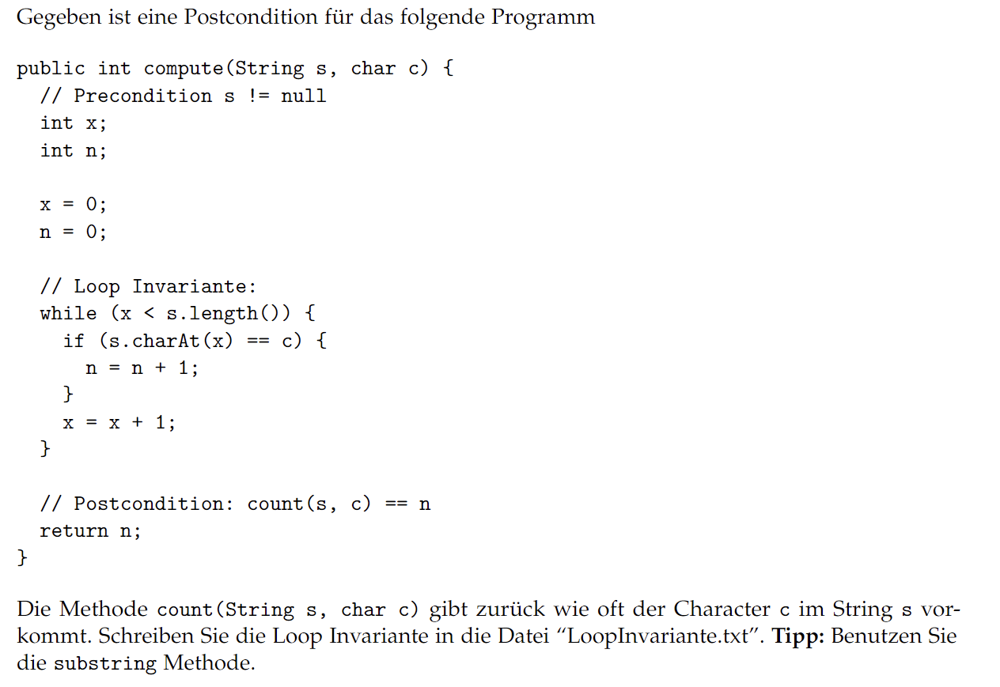 Gegeben ist eine Postcondition für das folgende Programm
public int compute(String s, char c) {
// Precondition s != null
int x;
int n;
x = 0;
n = 0;
// Loop Invariante:
while (x < s.length()) {
if (s.charAt(x) == c) {
n = n + 1;
}
x = x + 1;
}
// Postcondition: count(s, c) == n
return n;
}
Die Methode count(String s, char c) gibt zurück wie oft der Character c im String s vor-
kommt. Schreiben Sie die Loop Invariante in die Datei “LoopInvariante.txt”. Tipp: Benutzen Sie
die substring Methode.